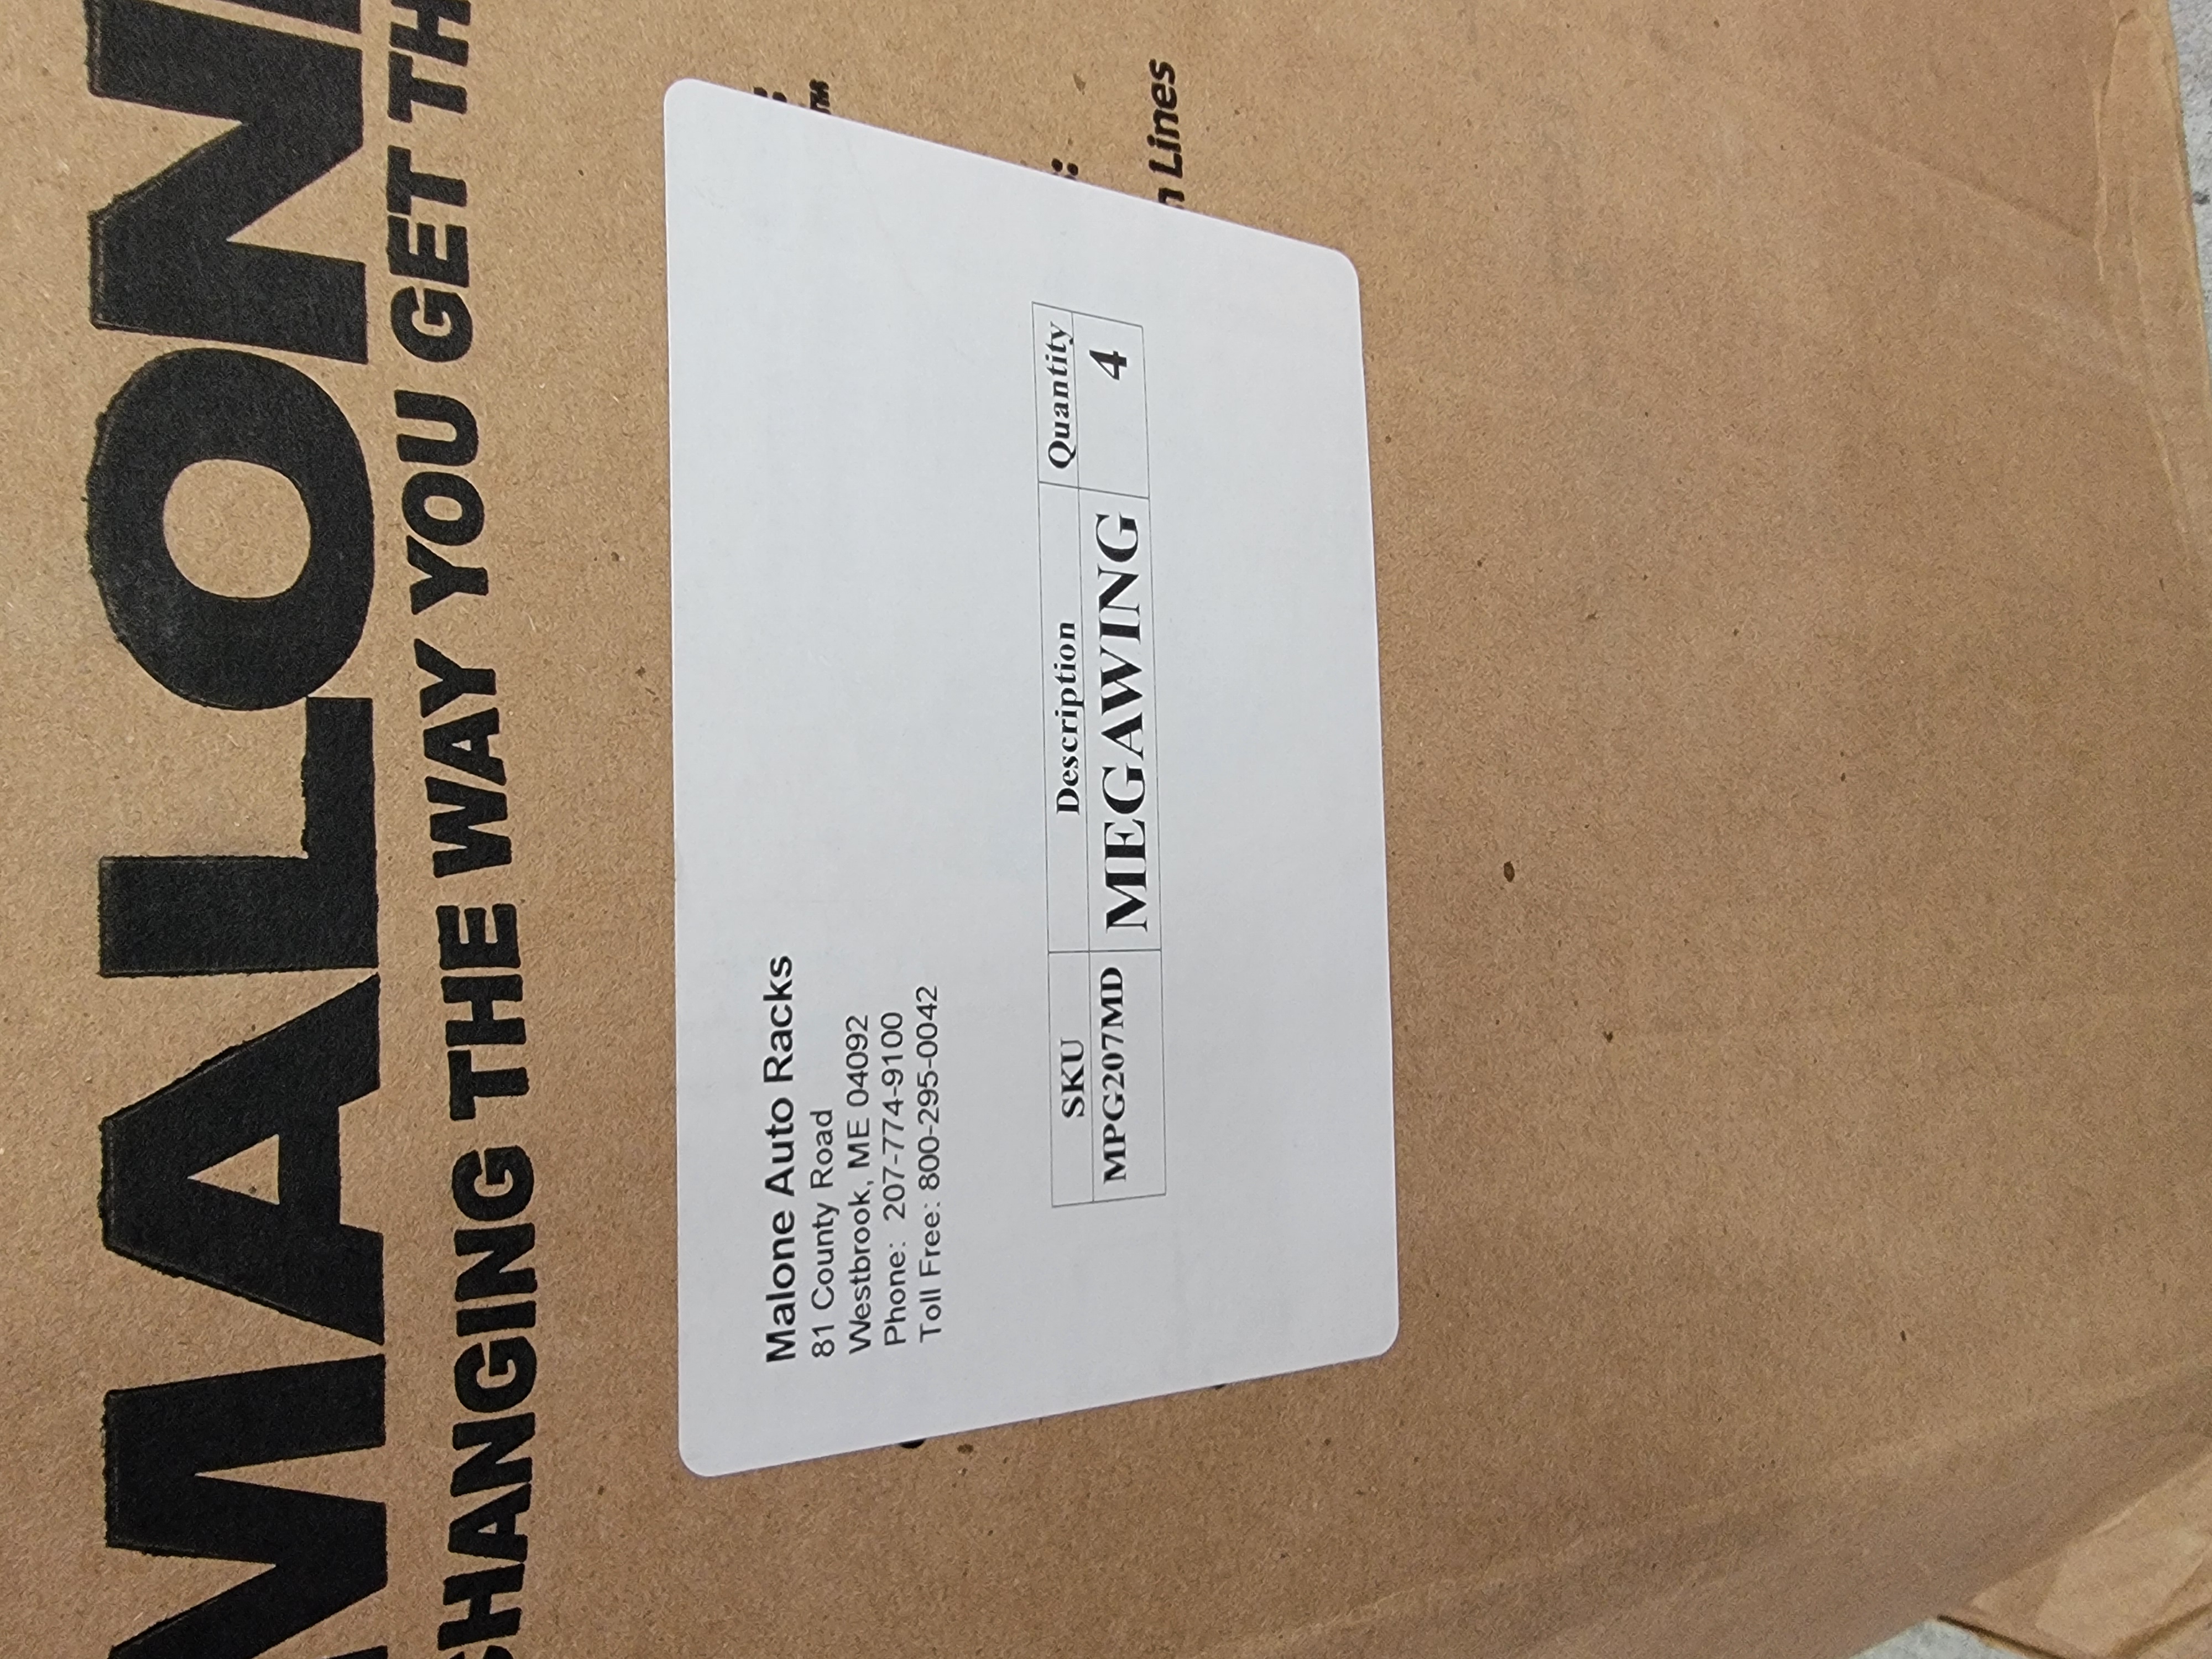 MALON
CHANGING THE WAY YOU GET TH
TM
Lines
Malone Auto Racks
81 County Road
Westbrook, ME 04092
Phone: 207-774-9100
Toll Free: 800-295-0042
SKU Description Quantity
MPG207MD MEGAWING 4